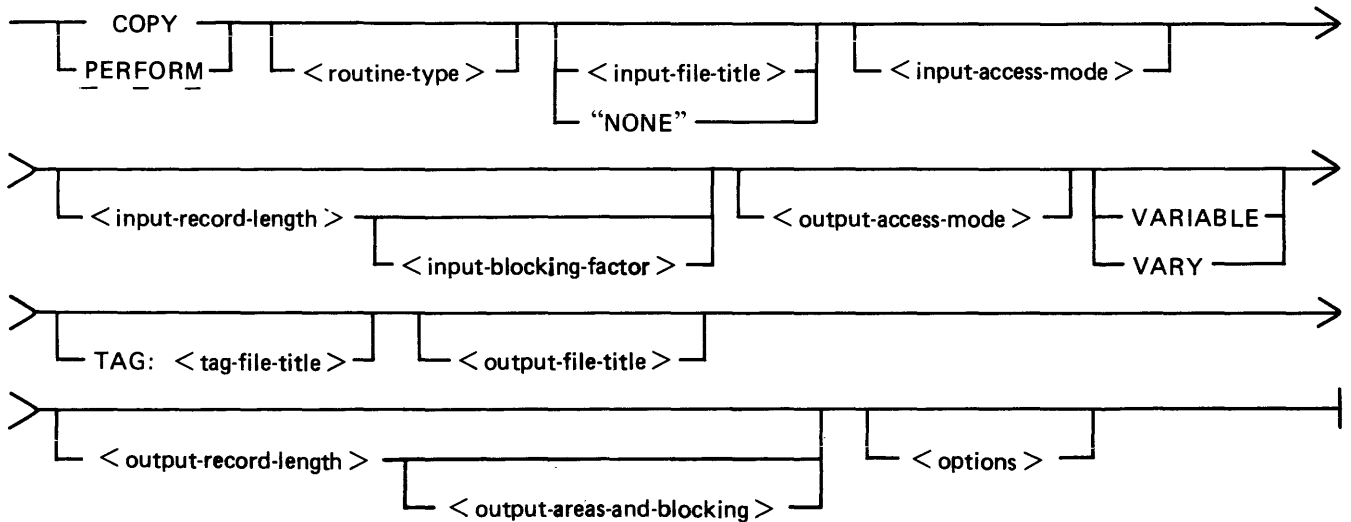 COPY
PERFORM
<routine-type>
<input-file-title>
"NONE"
<input-access-mode>
<input-record-length>
<input-blocking-factor>
<output-access-mode>
VARIABLE
VARY
TAG: <tag-file-title>
<output-file-title>
<output-record-length>
<output-areas-and-blocking>
<options>